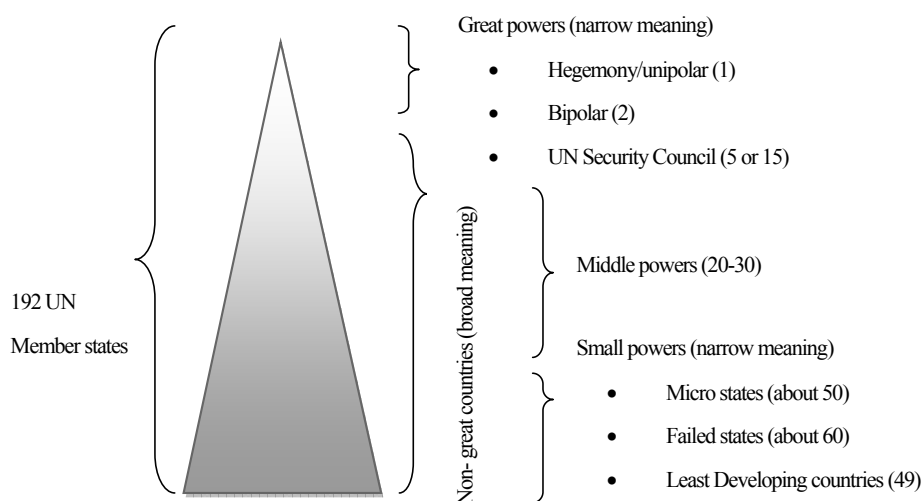 Great powers (narrow meaning)
• Hegemony/unipolar (1)
• Bipolar (2)
• UN Security Council (5 or 15)
192 UN
Member states
Non- great countries (broad meaning)
Middle powers (20-30)
Small powers (narrow meaning)
• Micro states (about 50)
• Failed states (about 60)
• Least Developing countries (49)